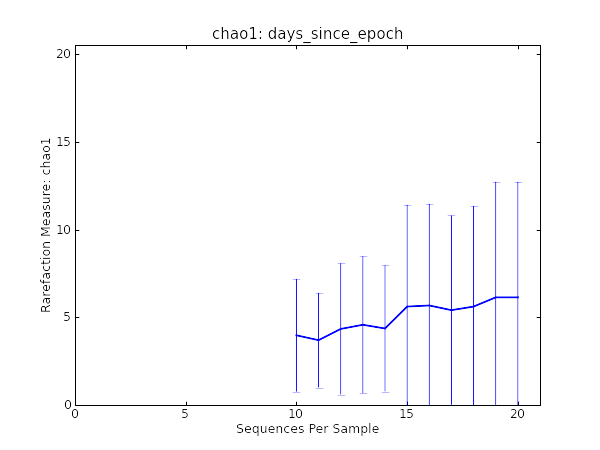 chao1: days_since_epoch
20
15
10
5
0
Rarefaction Measure: chao1
0 5 10 15 20
Sequences Per Sample